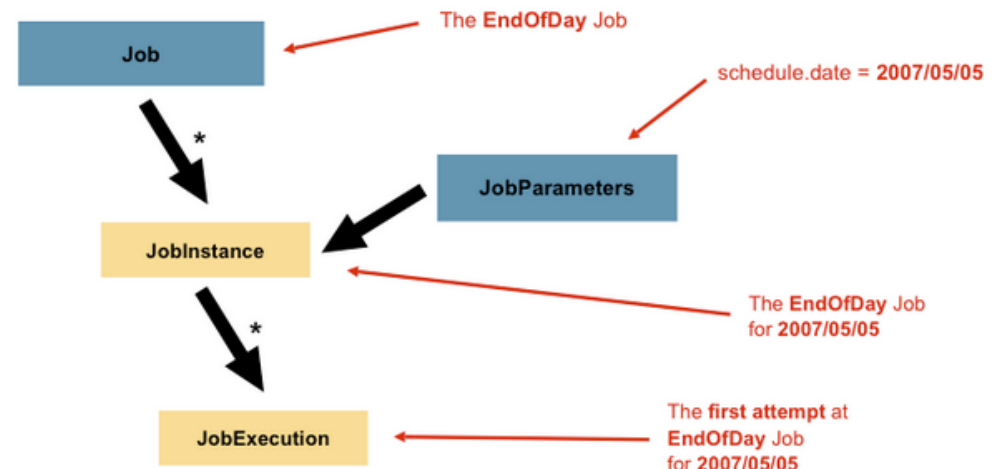 The EndOfDay Job
Job
schedule.date = 2007/05/05
*
JobParameters
JobInstance
The EndOfDay Job
for 2007/05/05
*
The first attempt at
EndOfDay Job
for 2007/05/05
JobExecution